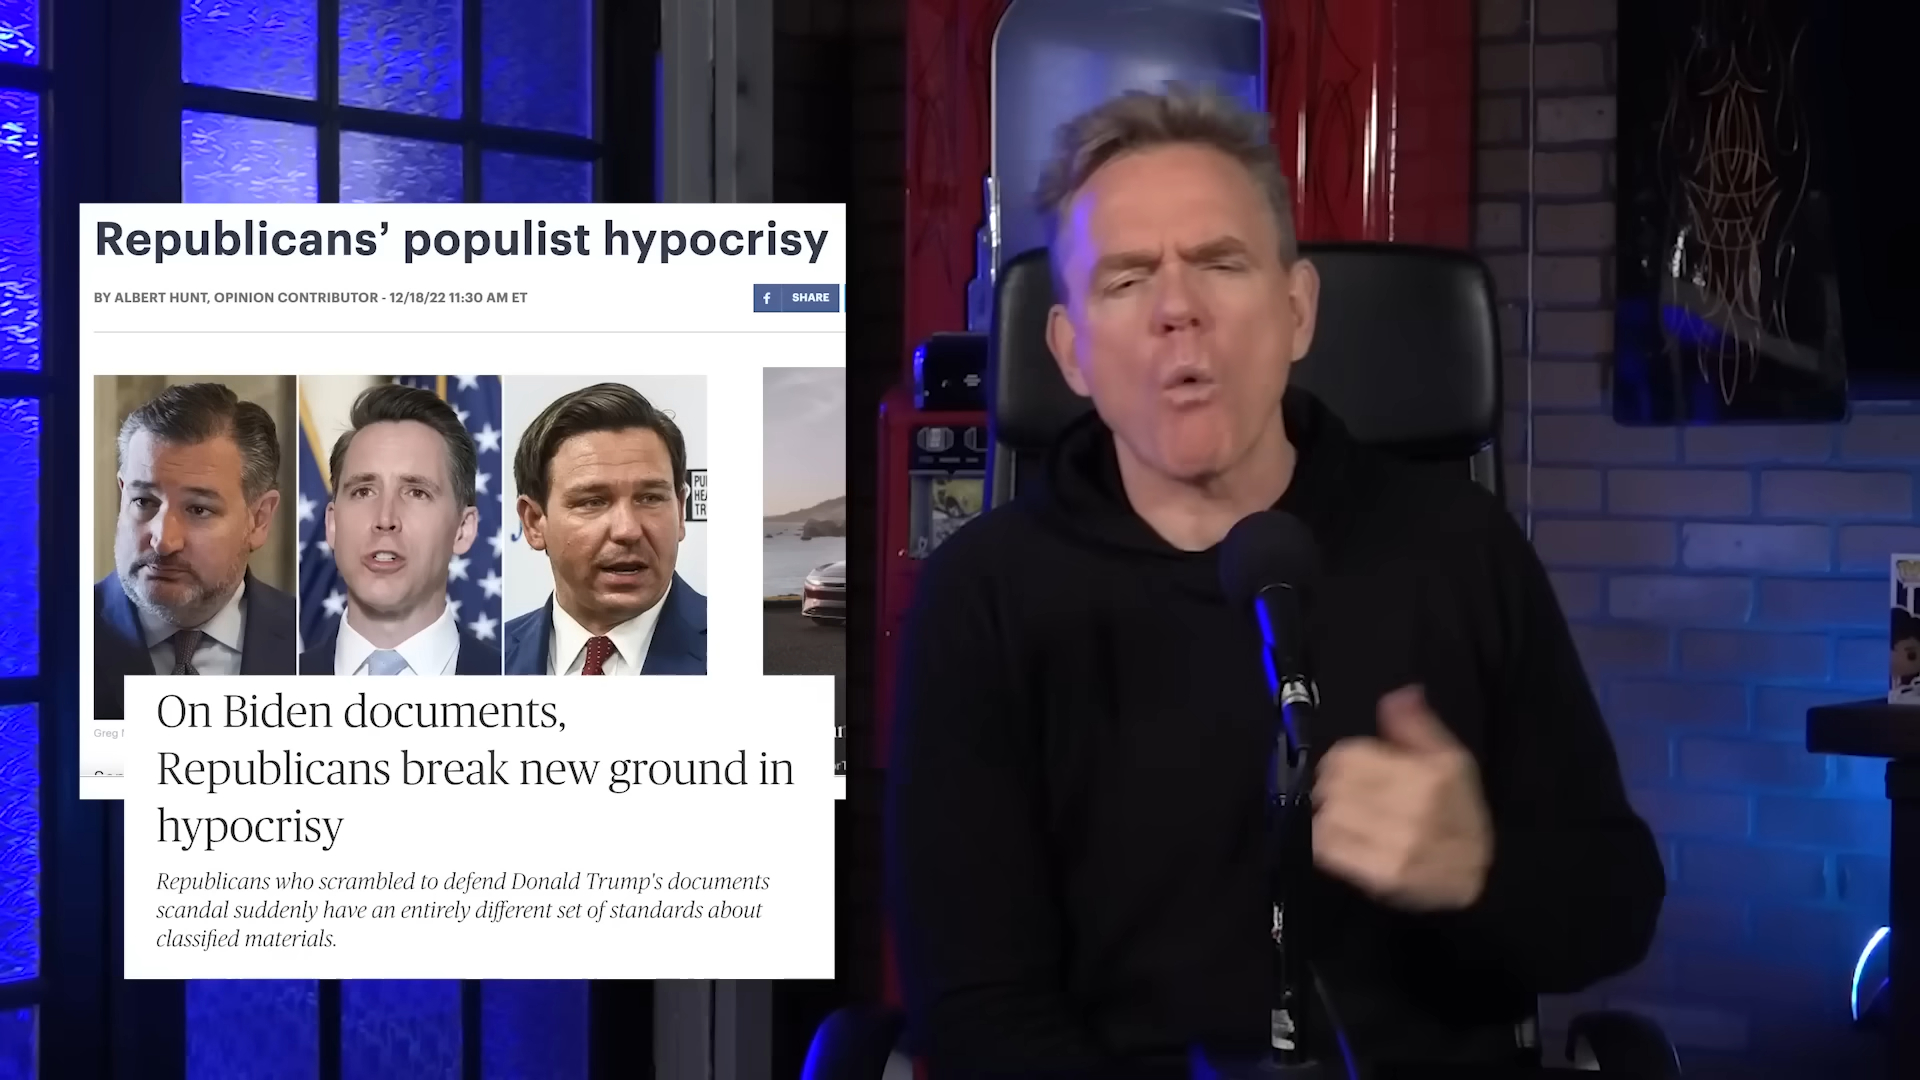 Republicans’ populist hypocrisy
BY ALBERT HUNT, OPINION CONTRIBUTOR - 12/18/22 11:30 AM ET
f SHARE
On Biden documents,
Republicans break new ground in
hypocrisy
Republicans who scrambled to defend Donald Trump's documents
scandal suddenly have an entirely different set of standards about
classified materials.